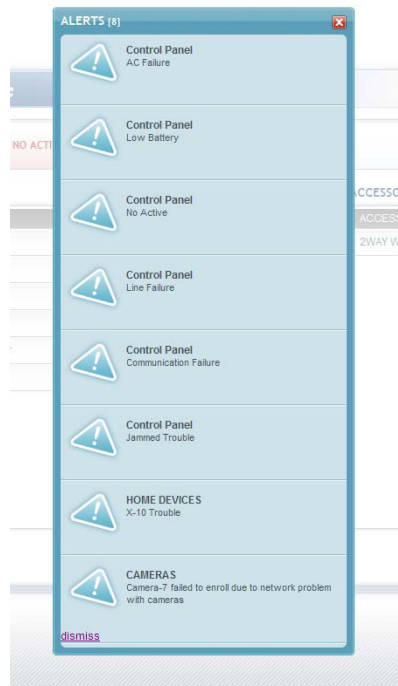 ALERTS [8]
Control Panel
AC Failure
Control Panel
Low Battery
NO ACTI
Control Panel
No Active
ACCESSO
ACCESS
2WAY W
Control Panel
Line Failure
Control Panel
Communication Failure
Control Panel
Jammed Trouble
HOME DEVICES
X-10 Trouble
CAMERAS
Camera-7 failed to enroll due to network problem
with cameras
dismiss